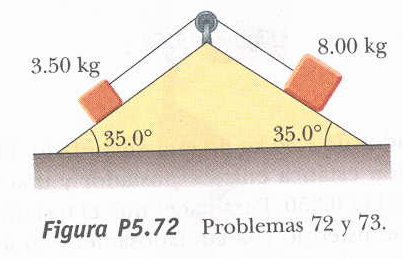 3.50 kg
8.00 kg
35.0°
35.0°
Figura P5.72 Problemas 72 y 73.